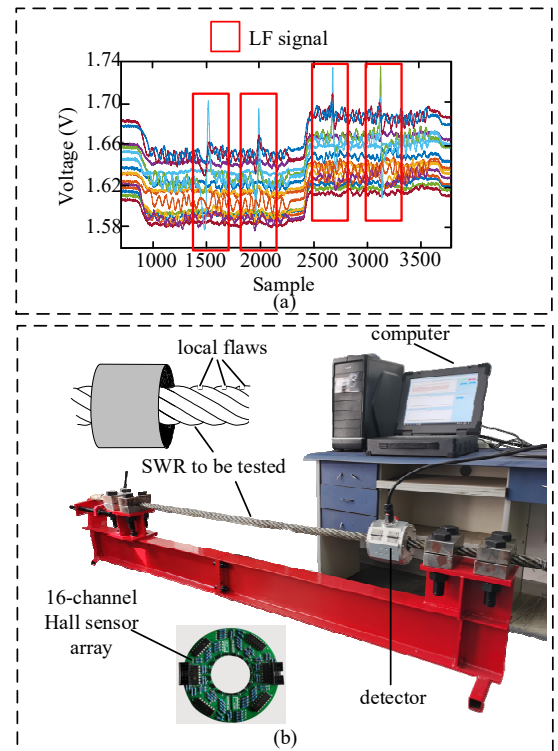 LF signal
1.74
1.70
1.66
1.62
1.58
Voltage (V)
1000 1500 2000 2500 3000 3500
Sample
(a)
local flaws
computer
SWR to be tested
16-channel
Hall sensor
array
detector
(b)